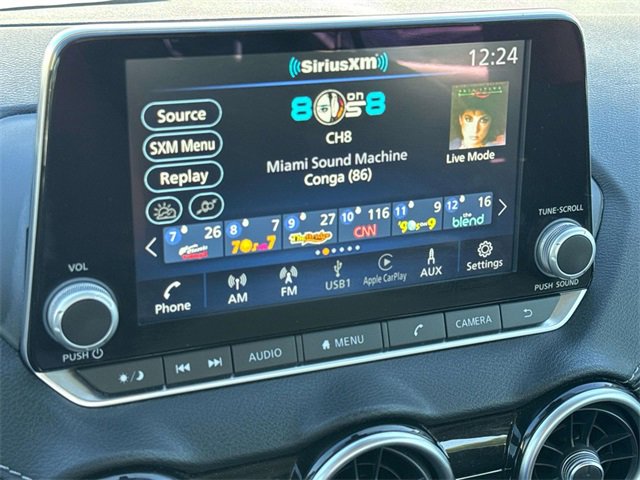 SiriusXm
12:24
8 on 8
CH8
Miami Sound Machine
Conga (86)
Live Mode
Source
SXM Menu
Replay
7 26
8 7
70s on 7
9 27
10 116
CNN
11 9
90s on 9
12 16
the blend
Phone
AM
FM
USB1
Apple CarPlay
AUX
Settings
VOL
PUSH
TUNE·SCROLL
PUSH SOUND
AUDIO
MENU
CAMERA